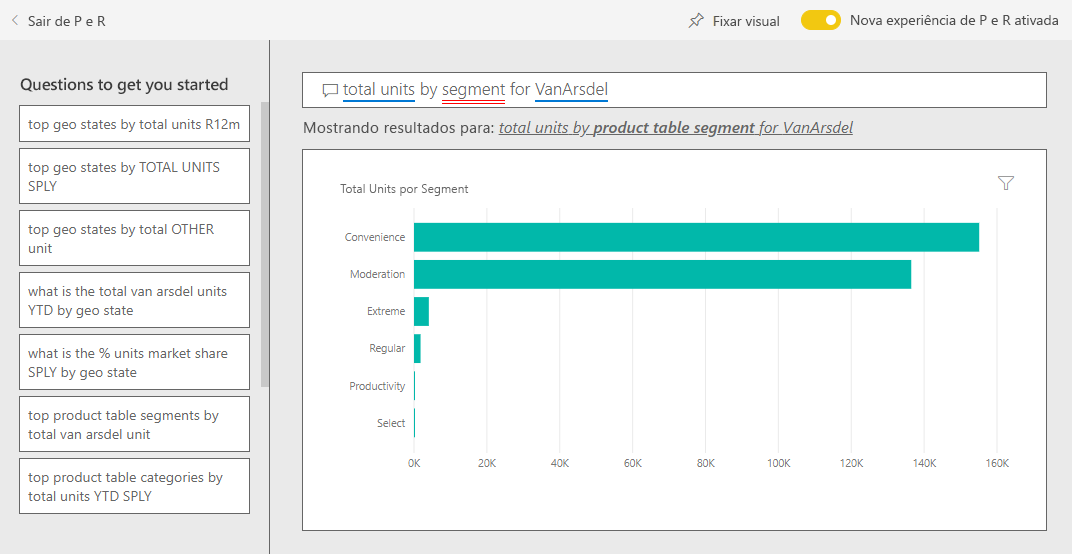 Sair de P e R
Fixar visual
Nova experiência de P e R ativada
Questions to get you started
top geo states by total units R12m
top geo states by TOTAL UNITS
SPLY
top geo states by total OTHER
unit
what is the total van arsdel units
YTD by geo state
what is the % units market share
SPLY by geo state
top product table segments by
total van arsdel unit
top product table categories by
total units YTD SPLY
total units by segment for VanArsdel
Mostrando resultados para: total units by product table segment for VanArsdel
Total Units por Segment
Convenience
Moderation
Extreme
Regular
Productivity
Select
0K 20K 40K 60K 80K 100K 120K 140K 160K